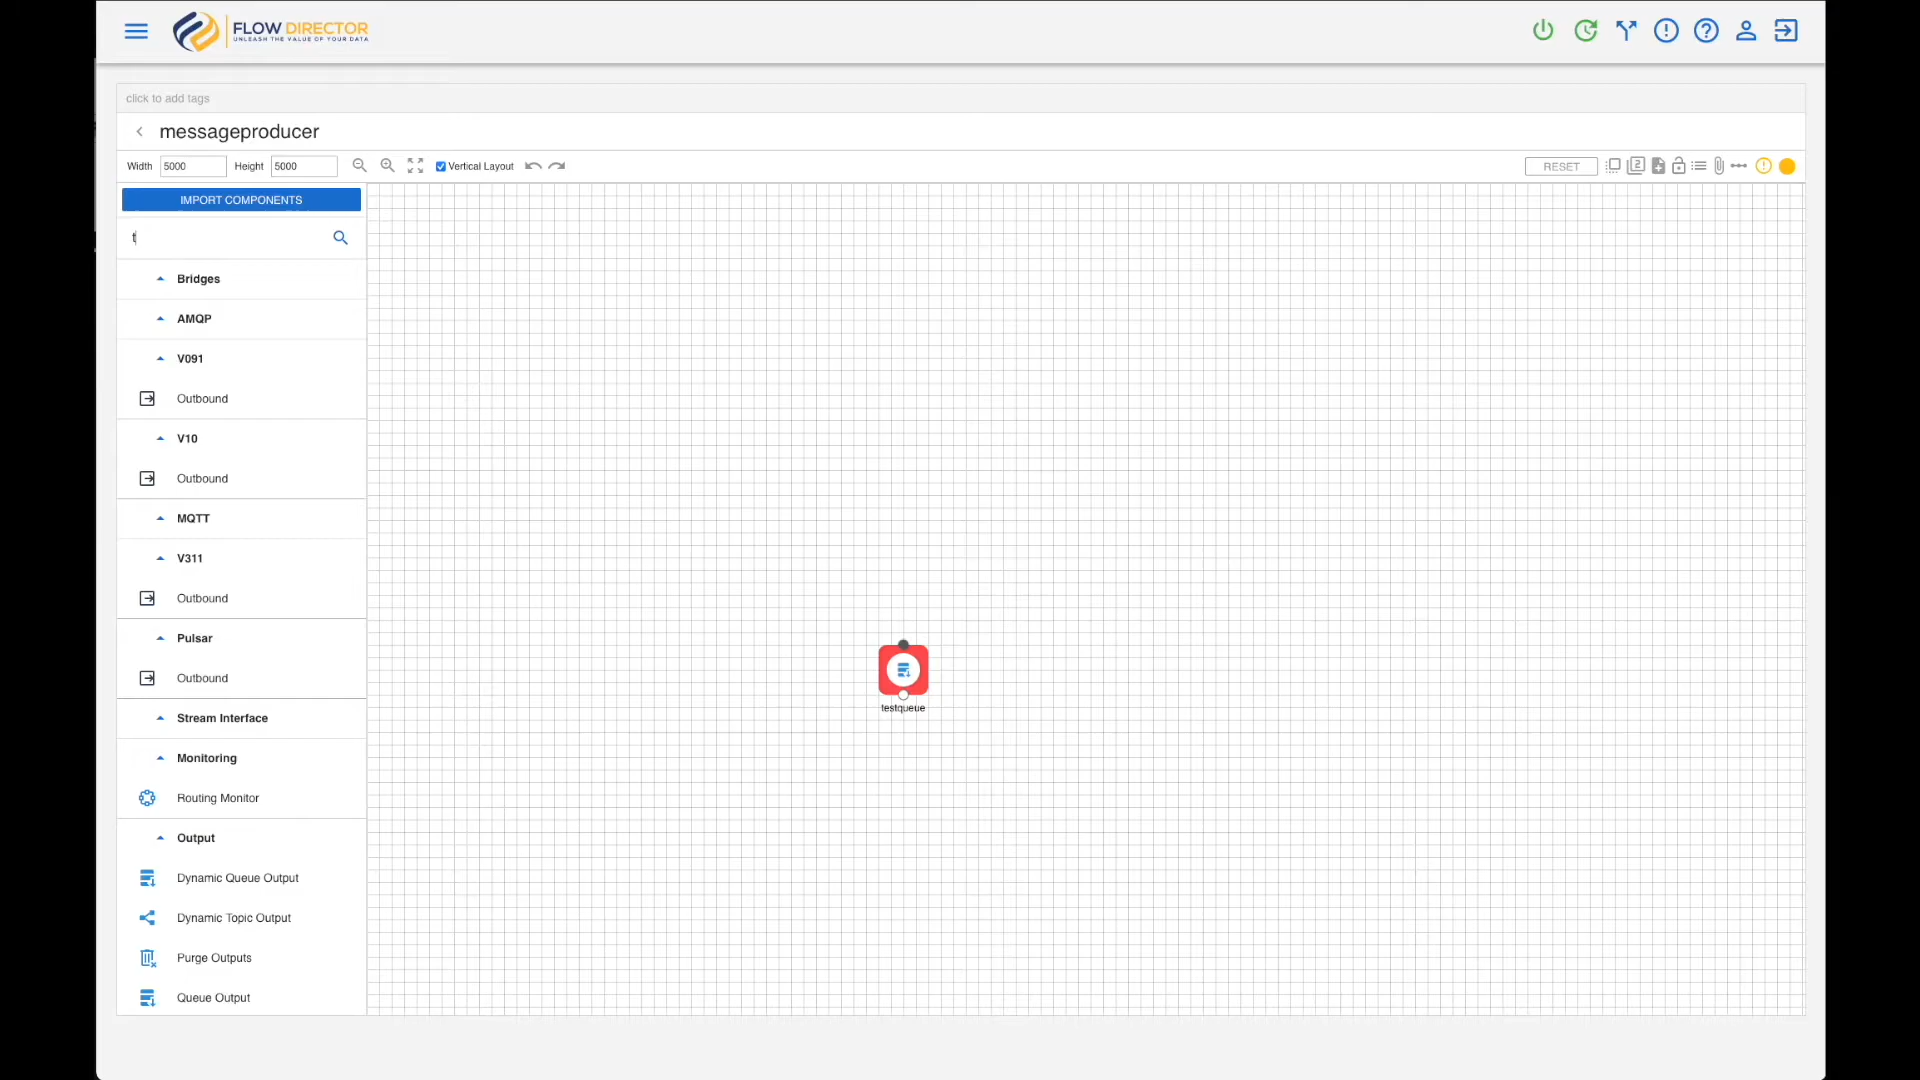 FLOW DIRECTOR
UNLEASH THE VALUE OF YOUR DATA
click to add tags
messageproducer
Width 5000 Height 5000 Vertical Layout RESET
IMPORT COMPONENTS
t
Bridges
AMQP
V091
Outbound
V10
Outbound
MQTT
V311
Outbound
Pulsar
Outbound
Stream Interface
Monitoring
Routing Monitor
Output
Dynamic Queue Output
Dynamic Topic Output
Purge Outputs
Queue Output
testqueue